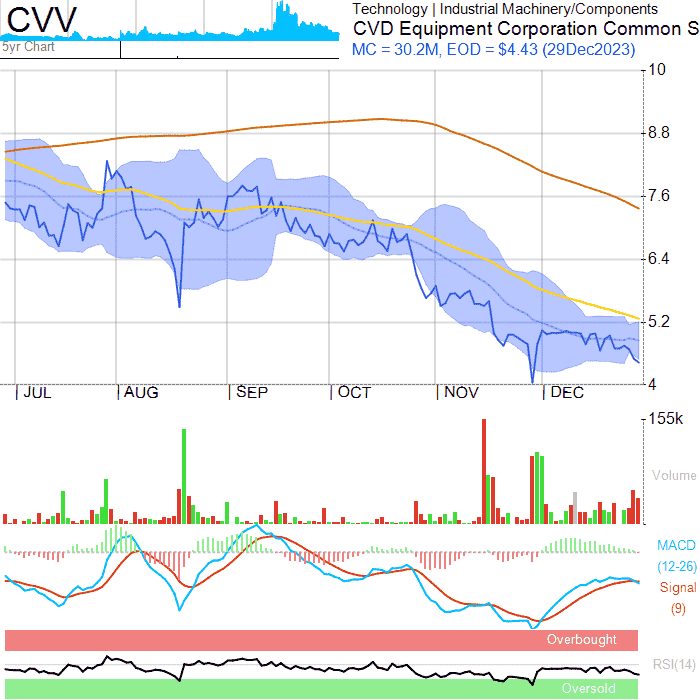 CVV
Technology | Industrial Machinery/Components
CVD Equipment Corporation Common S
MC = 30.2M, EOD = $4.43 (29Dec2023)
5yr Chart
10
8.8
7.6
6.4
5.2
4
JUL AUG SEP OCT NOV DEC
155k
Volume
MACD
(12-26)
Signal
(9)
Overbought
RSI(14)
Oversold